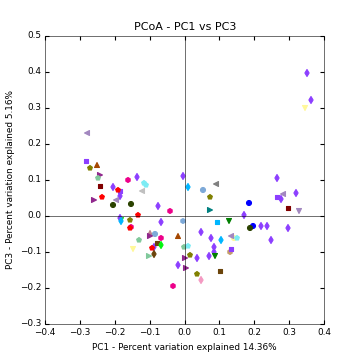 PCoA - PC1 vs PC3
0.5
0.4
0.3
0.2
0.1
0.0
−0.1
−0.2
−0.3
PC3 - Percent variation explained 5.16%
−0.4 −0.3 −0.2 −0.1 0.0 0.1 0.2 0.3 0.4
PC1 - Percent variation explained 14.36%